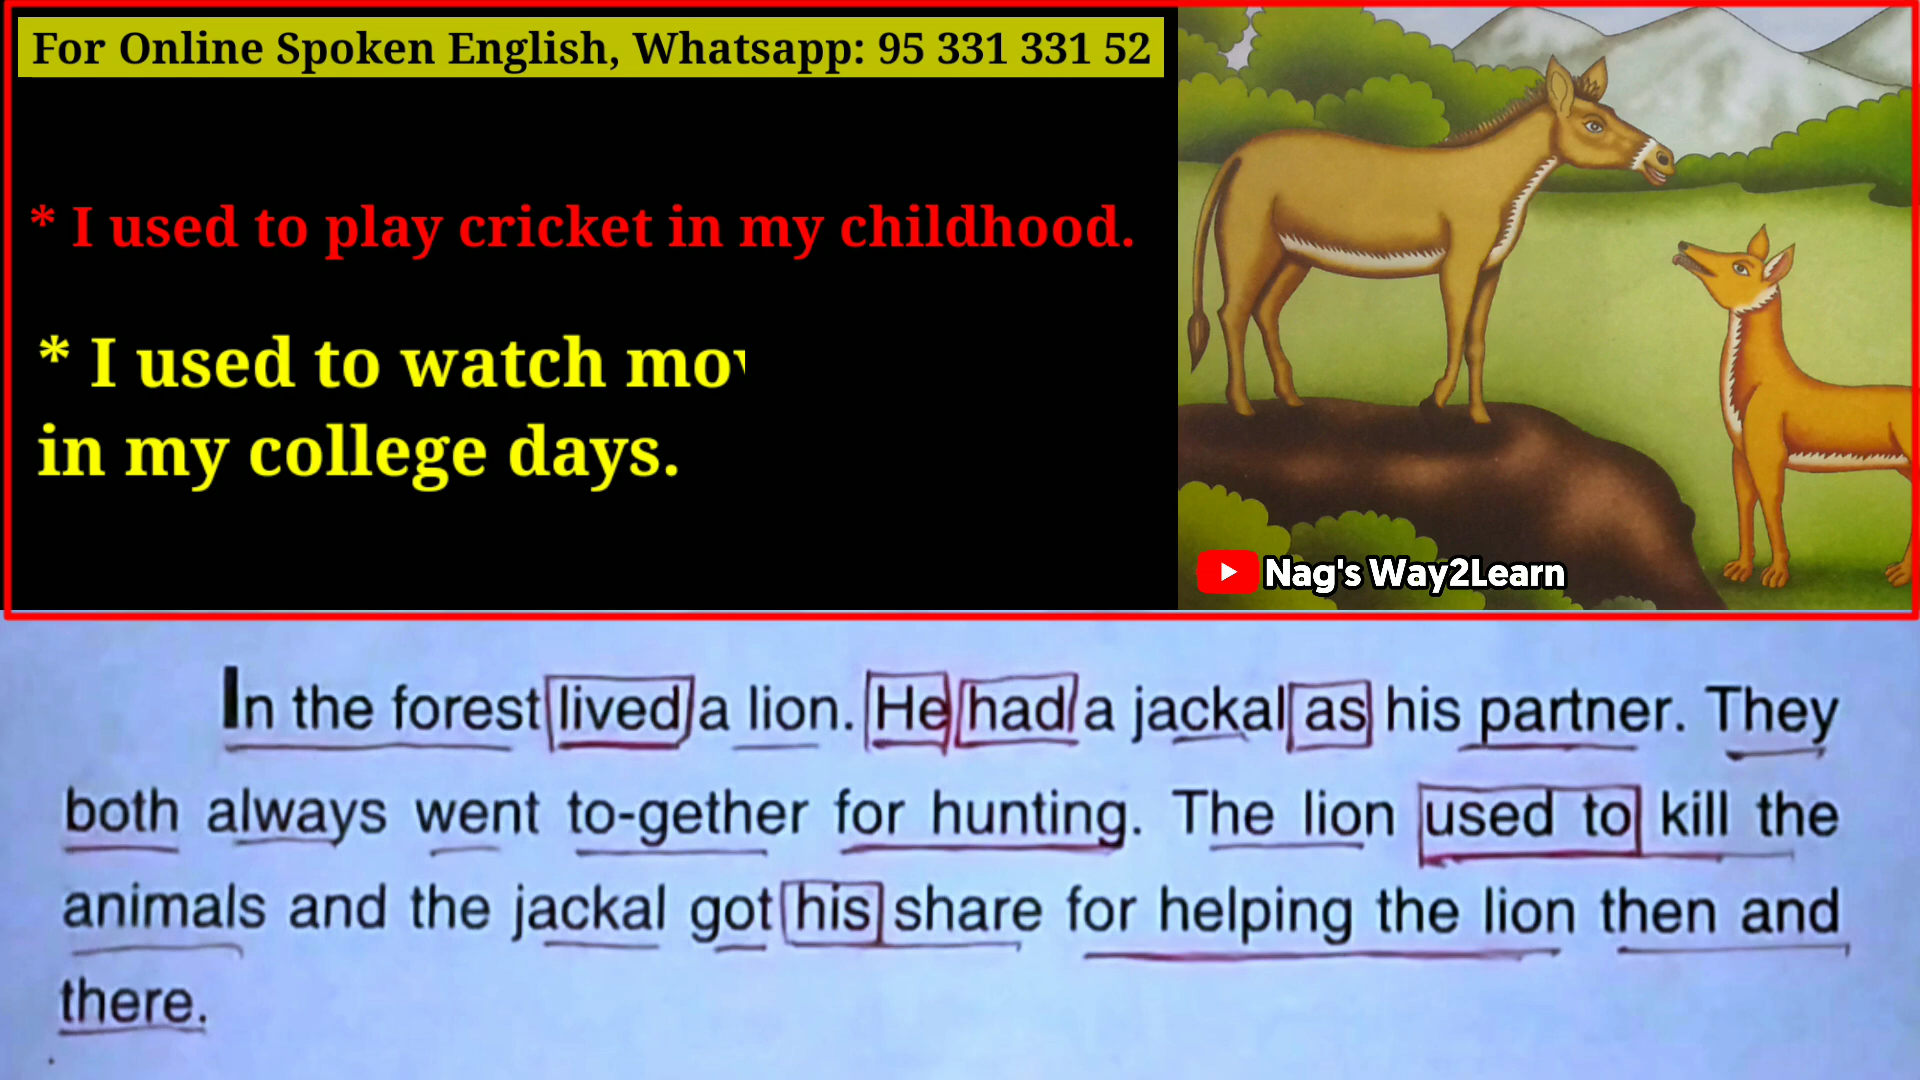 For Online Spoken English, Whatsapp: 95 331 331 52
* I used to play cricket in my childhood.
* I used to watch
in my college days.
Nag's Way2Learn
In the forest lived a lion. He had a jackal as his partner. They
both always went to-gether for hunting. The lion used to kill the
animals and the jackal got his share for helping the lion then and
there.